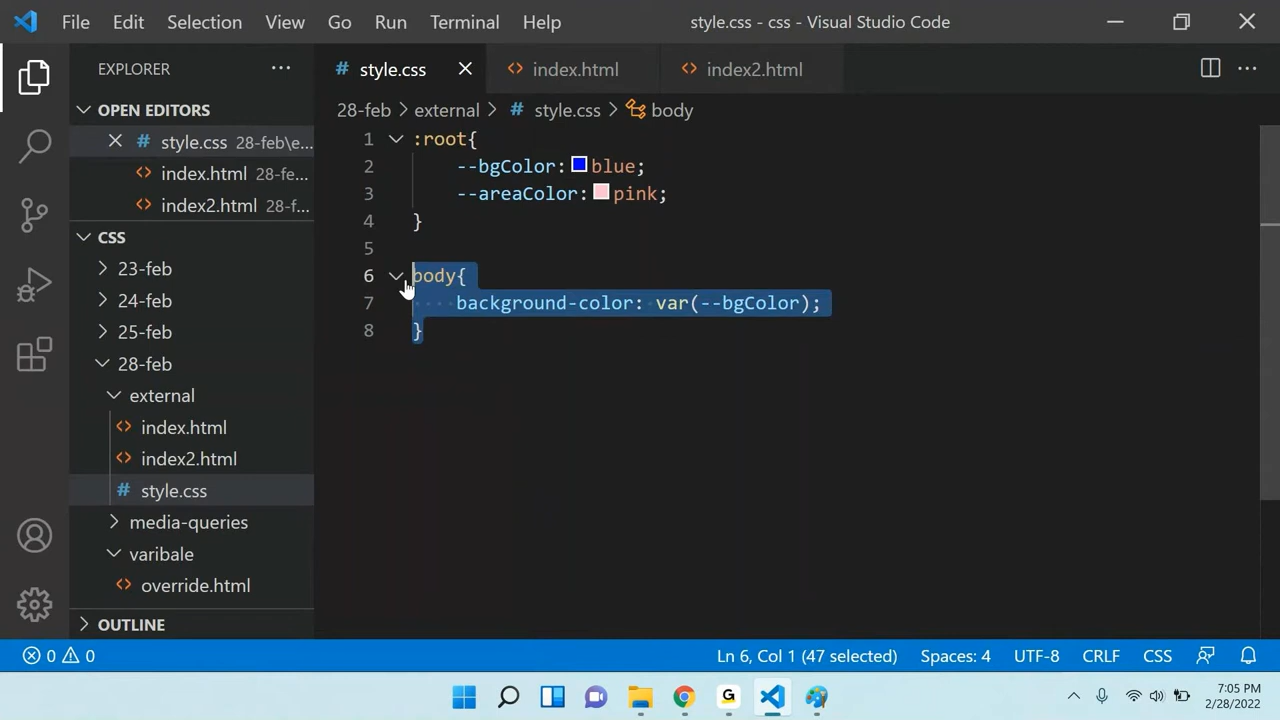 File Edit Selection View Go Run Terminal Help style.css - css - Visual Studio Code
EXPLORER
style.css index.html index2.html
OPEN EDITORS
style.css 28-feb\e...
index.html 28-fe...
index2.html 28-f...
CSS
23-feb
24-feb
25-feb
28-feb
external
index.html
index2.html
style.css
media-queries
varibale
override.html
OUTLINE
28-feb > external > # style.css > body
1 :root{
2 --bgColor: blue;
3 --areaColor: pink;
4 }
5
6 body{
7 background-color: var(--bgColor);
8 }
0 0 Ln 6, Col 1 (47 selected) Spaces: 4 UTF-8 CRLF CSS
G
7:05 PM
2/28/2022